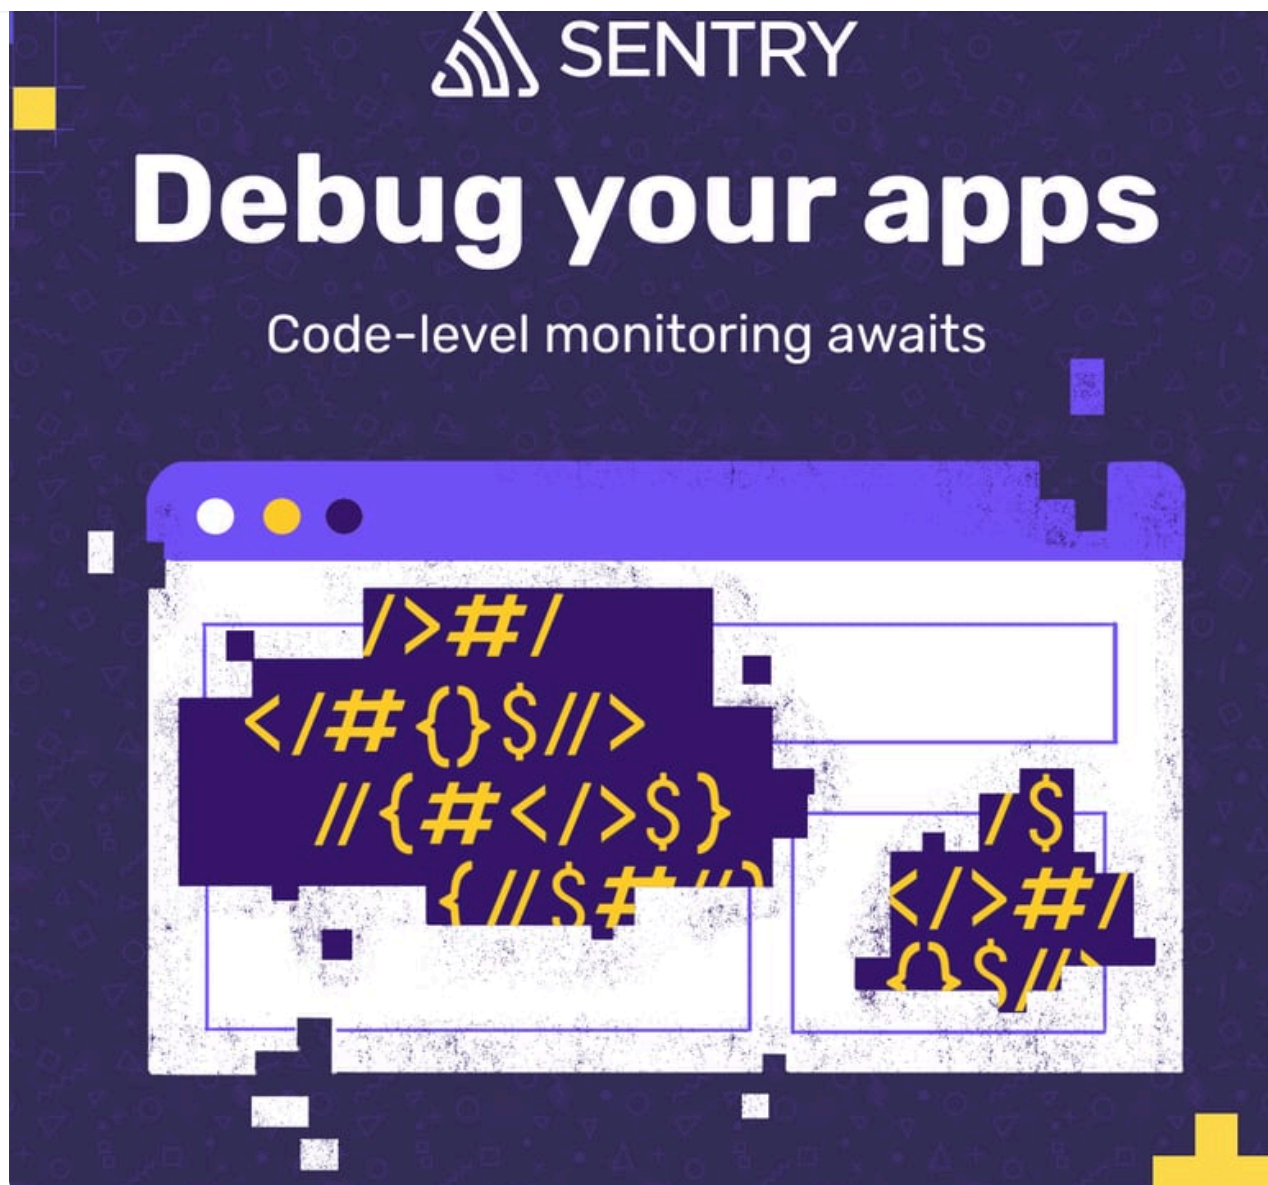 SENTRY
Debug your apps
Code-level monitoring awaits
/>#/
</#{}$//>
//{#</>$}
{//$#//}
/$
</>#/
{}$//>